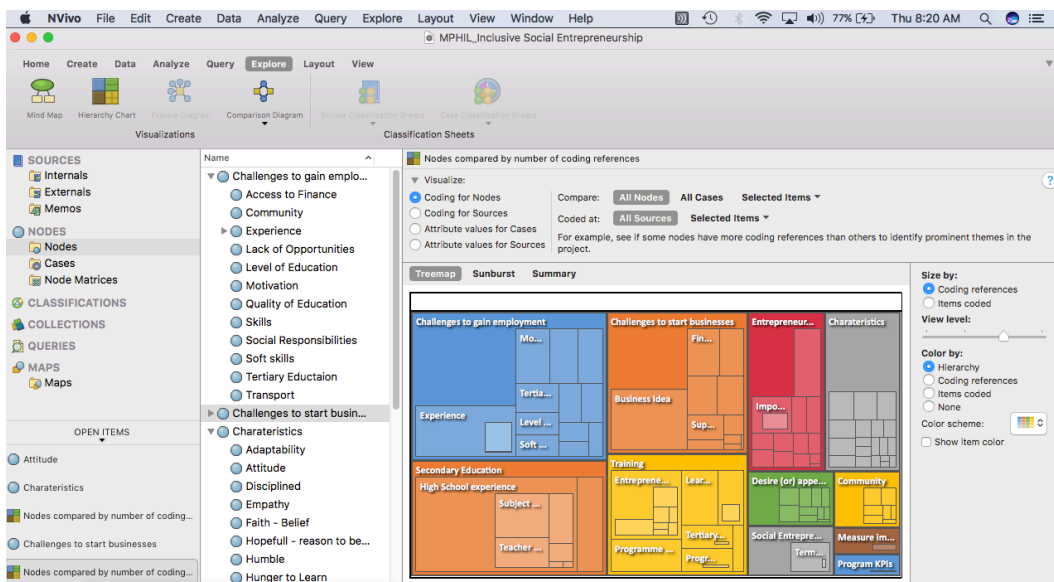 NVivo File Edit Create Data Analyze Query Explore Layout View Window Help 77% Thu 8:20 AM
MPHIL_Inclusive Social Entrepreneurship
Home Create Data Analyze Query Explore Layout View
Mind Map Hierarchy Chart Explore Diagram Comparison Diagram Source Classification Sheets Case Classification Sheets
Visualizations Classification Sheets
SOURCES
Internals
Externals
Memos
NODES
Nodes
Cases
Node Matrices
CLASSIFICATIONS
COLLECTIONS
QUERIES
MAPS
Maps
OPEN ITEMS
Attitude
Charateristics
Nodes compared by number of coding...
Challenges to start businesses
Nodes compared by number of coding...
Name
Challenges to gain emplo...
Access to Finance
Community
Experience
Lack of Opportunities
Level of Education
Motivation
Quality of Education
Skills
Social Responsibilities
Soft skills
Tertiary Eductaion
Transport
Challenges to start busin...
Charateristics
Adaptability
Attitude
Disciplined
Empathy
Faith - Belief
Hopefull - reason to be...
Humble
Hunger to Learn
Nodes compared by number of coding references
Visualize:
Coding for Nodes
Coding for Sources
Attribute values for Cases
Attribute values for Sources
Compare: All Nodes All Cases Selected Items
Coded at: All Sources Selected Items
For example, see if some nodes have more coding references than others to identify prominent themes in the
project.
?
Treemap Sunburst Summary
Challenges to gain employment
Mo...
Tertia...
Experience
Level ...
Soft ...
Challenges to start businesses
Fin...
Business Idea
Sup...
Entrepreneur...
Impo...
Charateristics
Secondary Education
High School experience
Subject ...
Teacher ...
Training
Entreprene...
Lear...
Tertiary...
Programme ...
Progr...
Desire (or) appe...
Community
Social Entrepre...
Term...
Measure im...
Program KPIs
Size by:
Coding references
Items coded
View level:
Color by:
Hierarchy
Coding references
Items coded
None
Color scheme:
Show item color